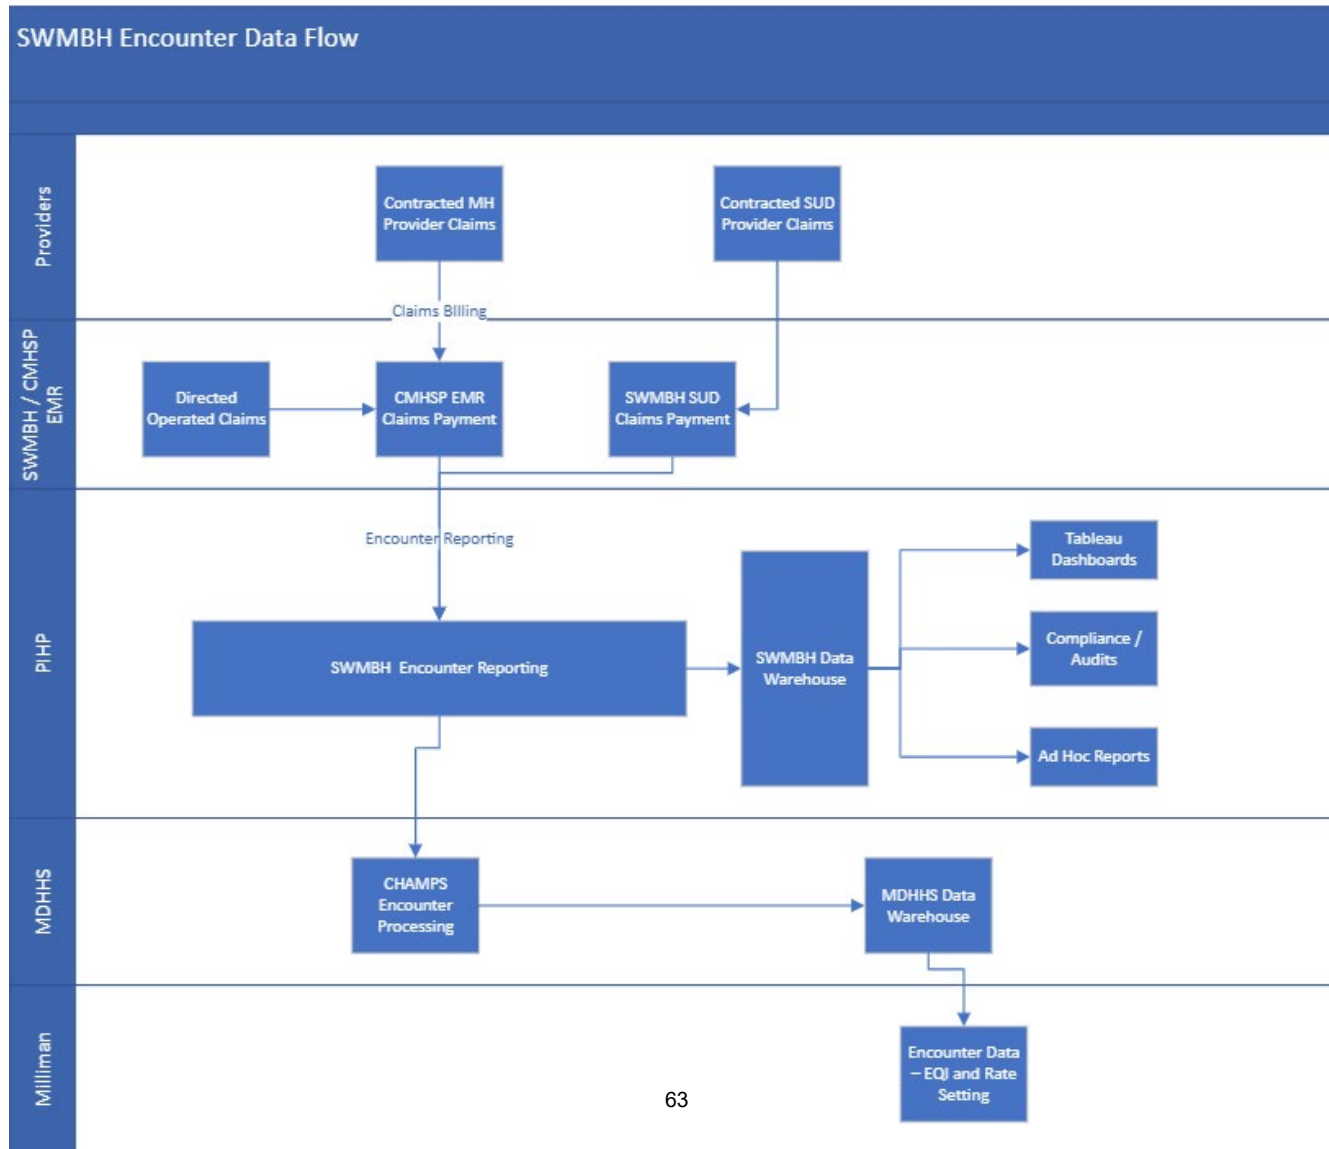 SWMBH Encounter Data Flow
Providers
Contracted MH
Provider Claims
Contracted SUD
Provider Claims
Claims BIlling
SWMBH / CMHSP
EMR
Directed
Operated Claims
CMHSP EMR
Claims Payment
SWMBH SUD
Claims Payment
PIHP
Encounter Reporting
SWMBH Encounter Reporting
SWMBH Data
Warehouse
Tableau
Dashboards
Compliance /
Audits
Ad Hoc Reports
MDHHS
CHAMPS
Encounter
Processing
MDHHS Data
Warehouse
Milliman
Encounter Data
– EQI and Rate
Setting
63